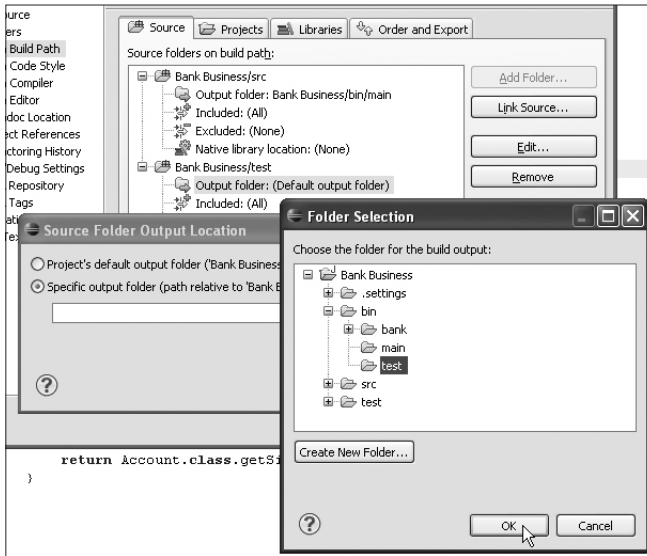 ource
ers
Build Path
Code Style
Compiler
Editor
adoc Location
ect References
ctoring History
Debug Settings
Repository
Tags
Source
Projects
Libraries
Order and Export
Source folders on build path:
Bank Business/src
Output folder: Bank Business/bin/main
Included: (All)
Excluded: (None)
Native library location: (None)
Bank Business/test
Output folder: (Default output folder)
Included: (All)
Add Folder...
Link Source...
Edit...
Remove
Source Folder Output Location
Project's default output folder ('Bank Business
Specific output folder (path relative to 'Bank B
?
Folder Selection
Choose the folder for the build output:
Bank Business
.settings
bin
bank
main
test
src
test
Create New Folder...
?
OK
Cancel
return Account.class.getSi
}